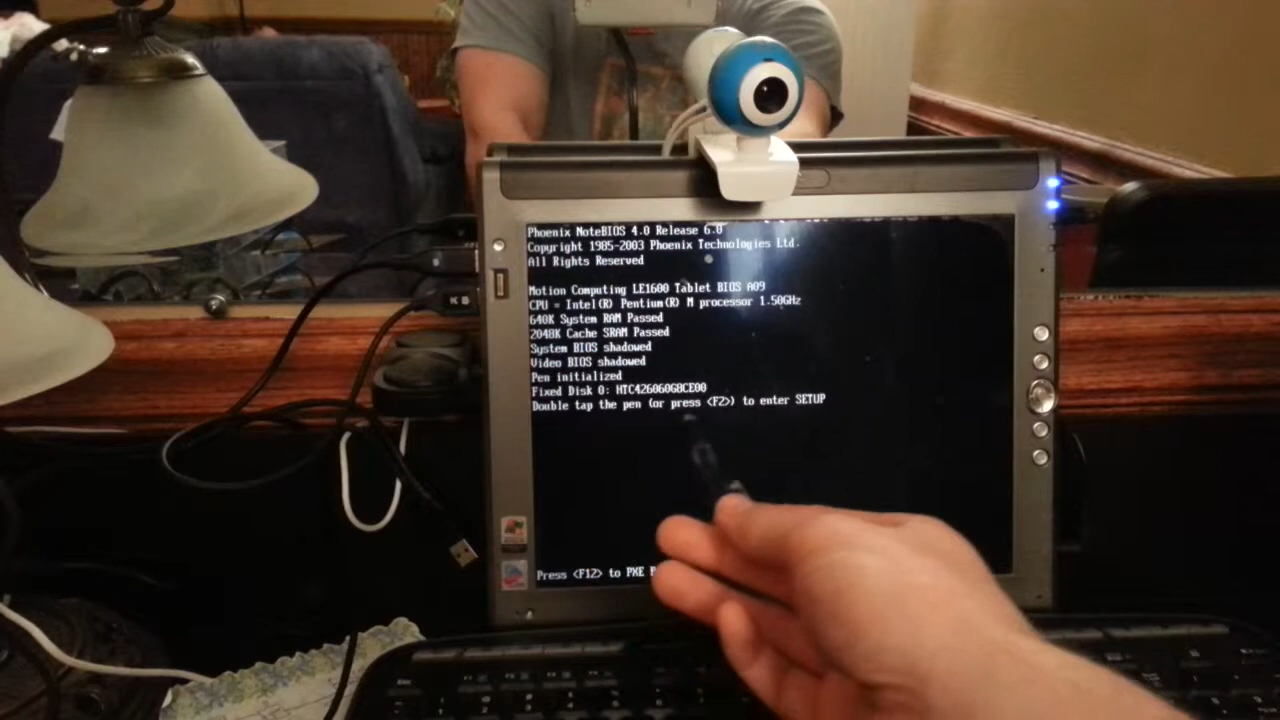 Phoenix NoteBIOS 4.0 Release 6.0
Copyright 1985-2003 Phoenix Technologies Ltd.
All Rights Reserved
Motion Computing LE1600 Tablet BIOS A09
CPU = Intel(R) Pentium(R) M processor 1.50GHz
640K System RAM Passed
2048K Cache SRAM Passed
System BIOS shadowed
Video BIOS shadowed
Pen initialized
Fixed Disk 0: HTC426060G8CE00
Double tap the pen (or press <F2>) to enter SETUP
Press <F12> to PXE